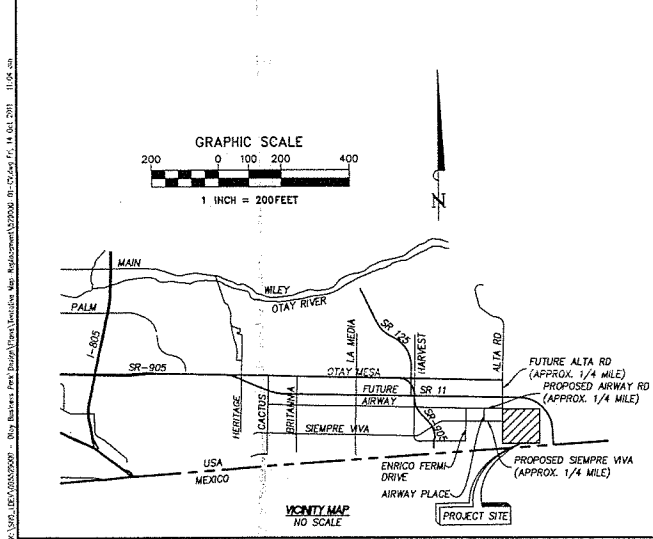 GRAPHIC SCALE
200 0 100 200 400
1 INCH = 200FEET
N
MAIN
WILEY
OTAY RIVER
PALM
I-805
SR-905
SR 125
LA MEDIA
HARVEST
ALTA RD
OTAY MESA
FUTURE SR 11
AIRWAY
FUTURE ALTA RD
(APPROX. 1/4 MILE)
PROPOSED AIRWAY RD
(APPROX. 1/4 MILE)
HERITAGE
CACTUS
BRITANNIA
SIEMPRE VIVA
SR-905
USA
MEXICO
ENRICO FERMI
DRIVE
PROPOSED SIEMPRE VIVA
(APPROX. 1/4 MILE)
AIRWAY PLACE
VICINITY MAP
NO SCALE
PROJECT SITE